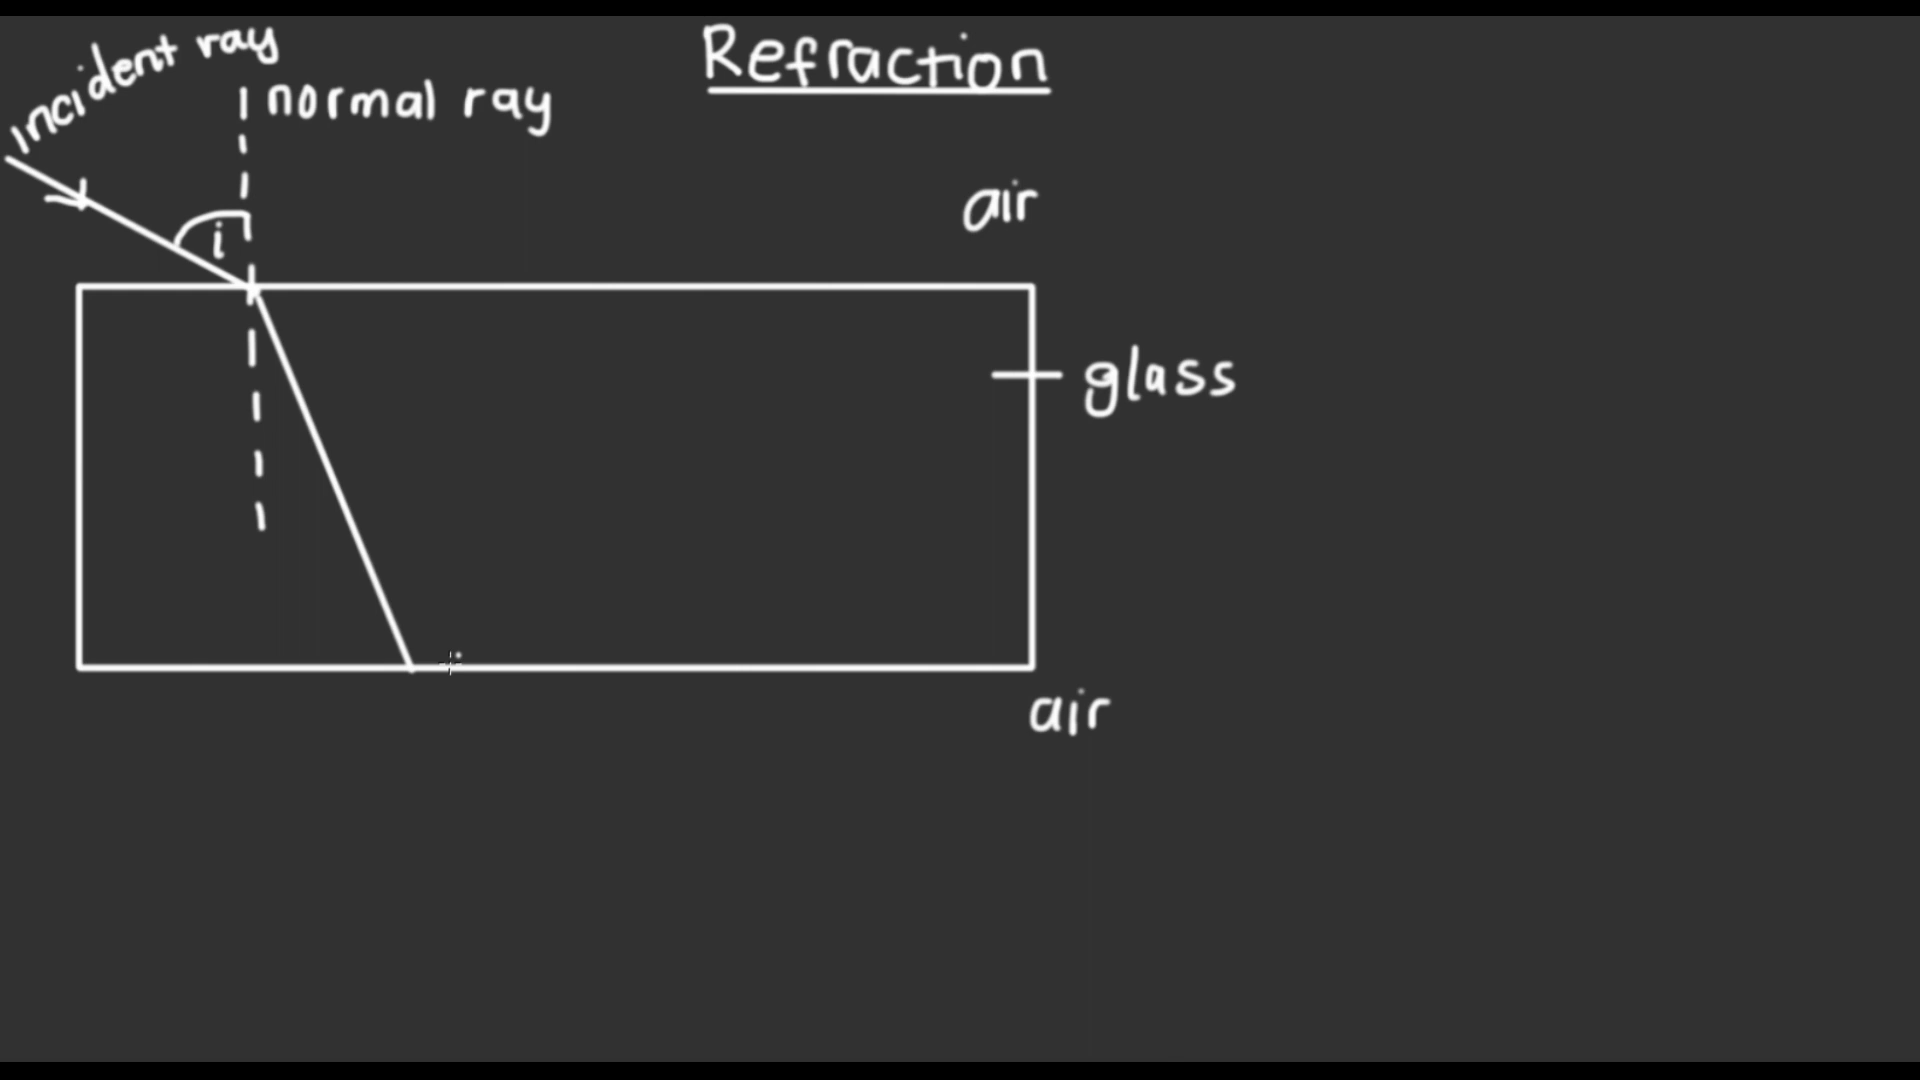 Refraction
incident ray
normal ray
air
i
glass
air